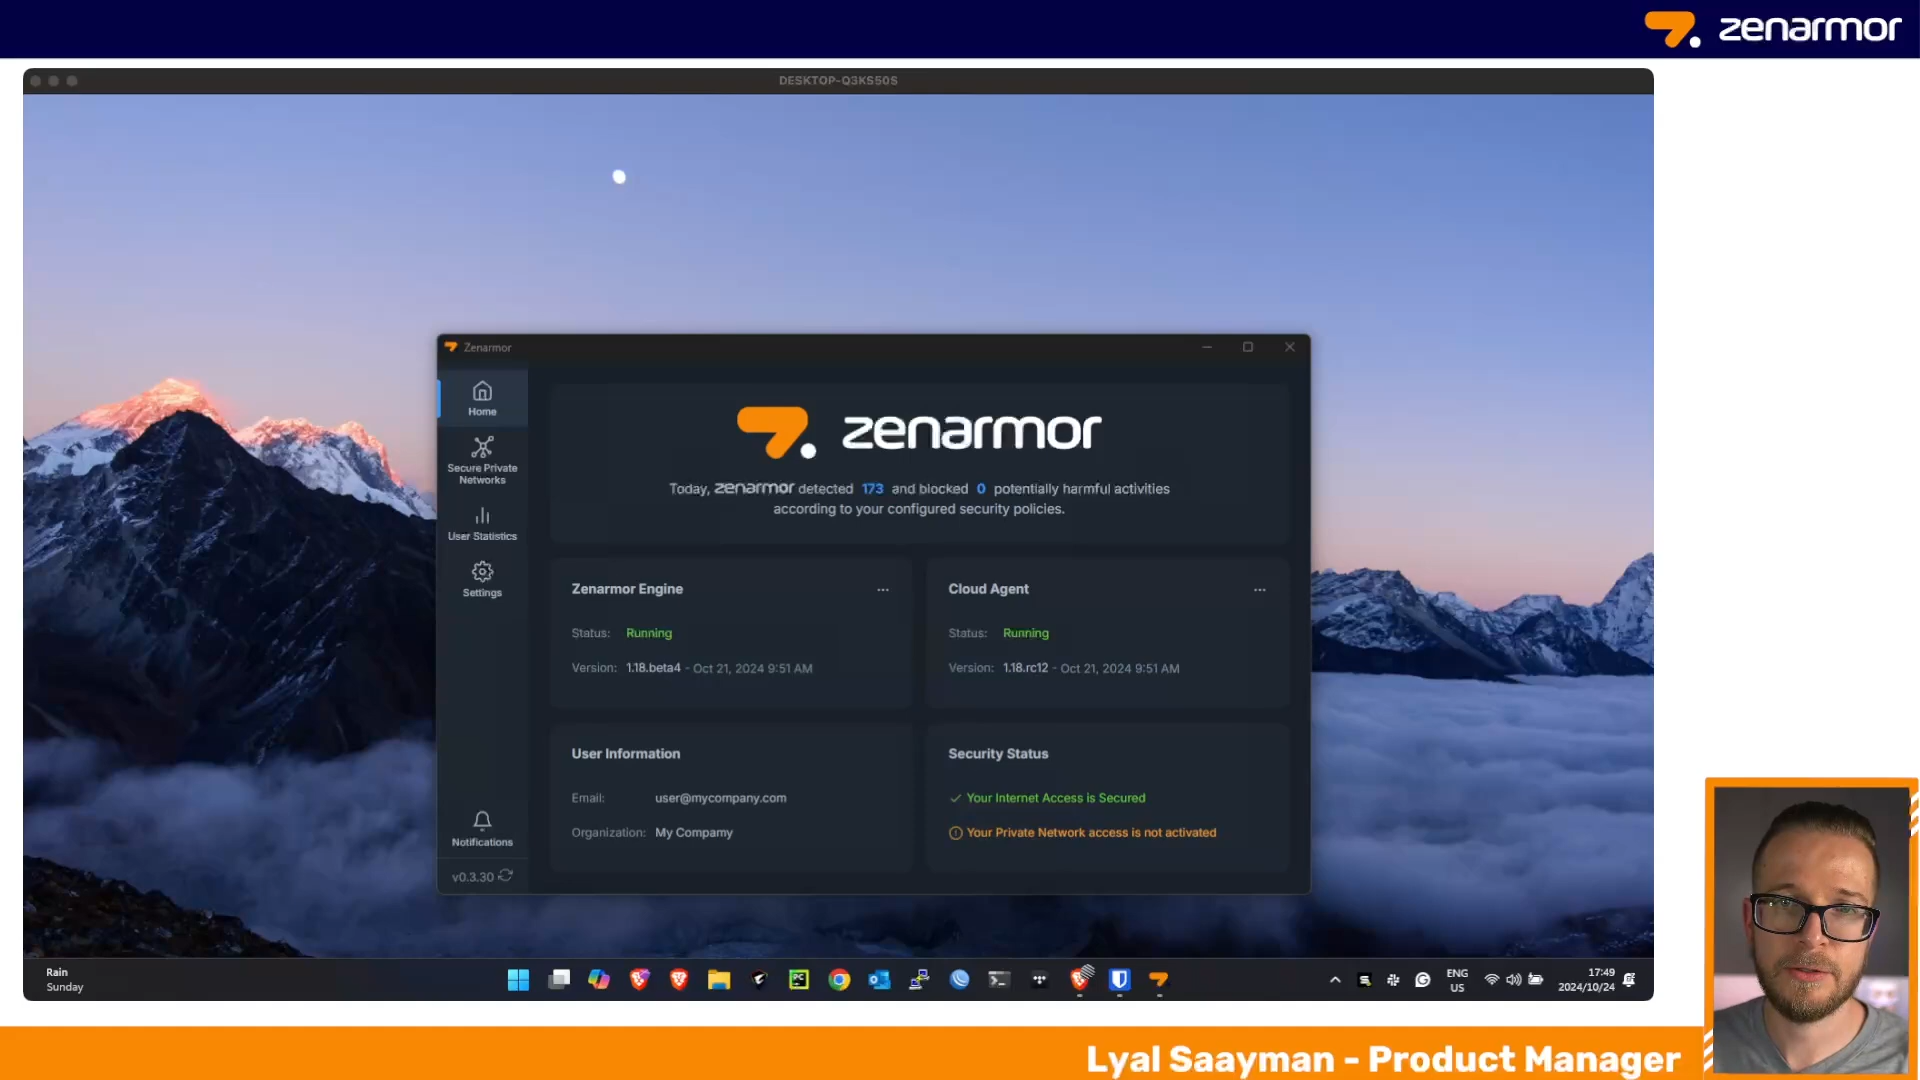 zenarmor
DESKTOP-Q3KS50S
Zenarmor
Home
Secure Private
Networks
User Statistics
Settings
Notifications
v0.3.30
zenarmor
Today, zenarmor detected 173 and blocked 0 potentially harmful activities
according to your configured security policies.
Zenarmor Engine
Status: Running
Version: 1.18.beta4 - Oct 21, 2024 9:51 AM
Cloud Agent
Status: Running
Version: 1.18.rc12 - Oct 21, 2024 9:51 AM
User Information
Email: user@mycompany.com
Organization: My Compamy
Security Status
Your Internet Access is Secured
Your Private Network access is not activated
Rain
Sunday
PC
ENG
US
17:49
2024/10/24
Lyal Saayman - Product Manager